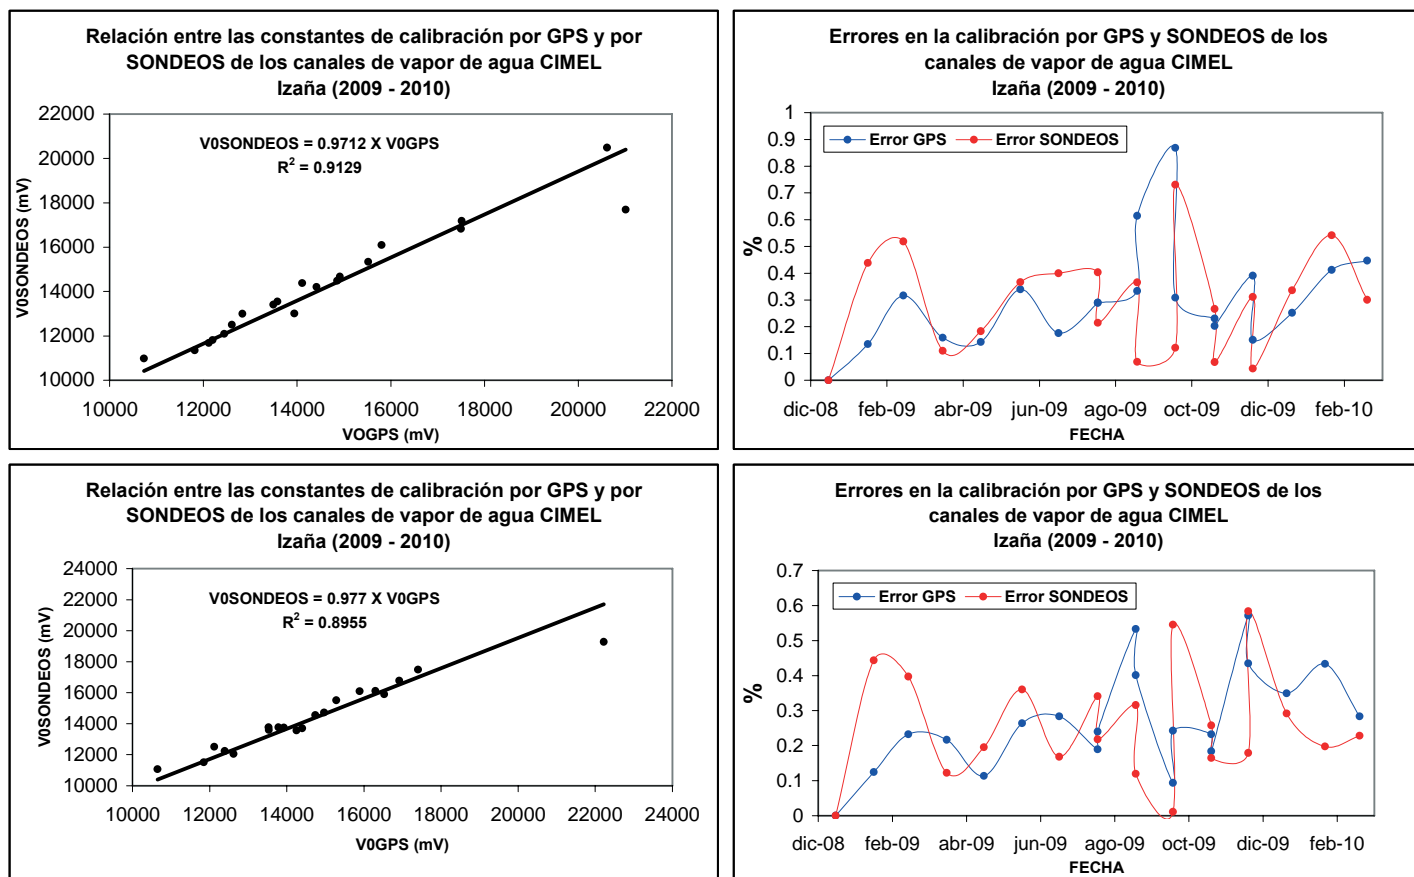 Relación entre las constantes de calibración por GPS y por
SONDEOS de los canales de vapor de agua CIMEL
Izaña (2009 - 2010)
22000
20000
18000
16000
14000
12000
10000
V0SONDEOS (mV)
V0SONDEOS = 0.9712 X V0GPS
R² = 0.9129
10000 12000 14000 16000 18000 20000 22000
VOGPS (mV)
Errores en la calibración por GPS y SONDEOS de los
canales de vapor de agua CIMEL
Izaña (2009 - 2010)
1
0.9
0.8
0.7
0.6
0.5
0.4
0.3
0.2
0.1
0
%
Error GPS Error SONDEOS
dic-08 feb-09 abr-09 jun-09 ago-09 oct-09 dic-09 feb-10
FECHA
Relación entre las constantes de calibración por GPS y por
SONDEOS de los canales de vapor de agua CIMEL
Izaña (2009 - 2010)
24000
22000
20000
18000
16000
14000
12000
10000
V0SONDEOS (mV)
V0SONDEOS = 0.977 X V0GPS
R² = 0.8955
10000 12000 14000 16000 18000 20000 22000 24000
V0GPS (mV)
Errores en la calibración por GPS y SONDEOS de los
canales de vapor de agua CIMEL
Izaña (2009 - 2010)
0.7
0.6
0.5
0.4
0.3
0.2
0.1
0
%
Error GPS Error SONDEOS
dic-08 feb-09 abr-09 jun-09 ago-09 oct-09 dic-09 feb-10
FECHA